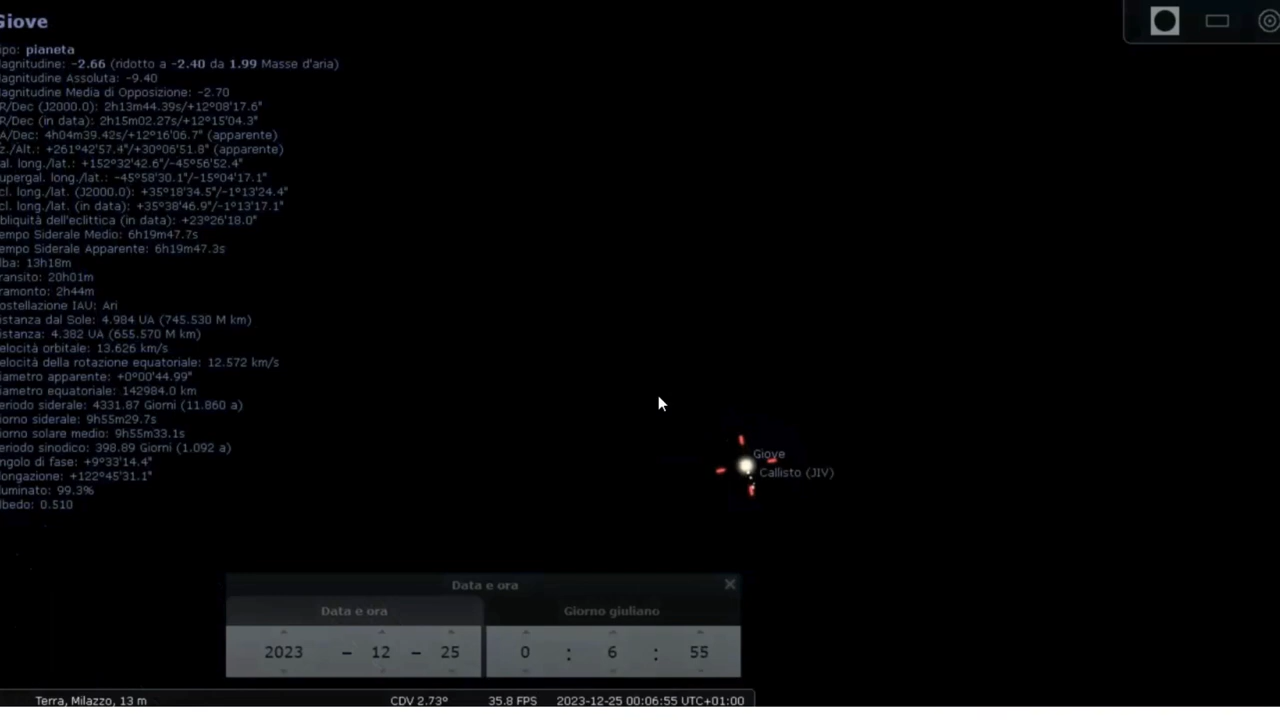 Giove
ipo: pianeta
agnitudine: -2.66 (ridotto a -2.40 da 1.99 Masse d'aria)
agnitudine Assoluta: -9.40
agnitudine Media di Opposizione: -2.70
R/Dec (J2000.0): 2h13m44.39s/+12°08'17.6"
R/Dec (in data): 2h15m02.27s/+12°15'04.3"
A/Dec: 4h04m39.42s/+12°16'06.7" (apparente)
z./Alt.: +261°42'57.4"/+30°06'51.8" (apparente)
al. long./lat.: +152°32'42.6"/-45°56'52.4"
upergal. long./lat.: -45°58'30.1"/-15°04'17.1"
cl. long./lat. (J2000.0): +35°18'34.5"/-1°13'24.4"
cl. long./lat. (in data): +35°38'46.9"/-1°13'17.1"
bliquità dell'eclittica (in data): +23°26'18.0"
empo Siderale Medio: 6h19m47.7s
empo Siderale Apparente: 6h19m47.3s
lba: 13h18m
ransito: 20h01m
ramonto: 2h44m
ostellazione IAU: Ari
istanza dal Sole: 4.984 UA (745.530 M km)
istanza: 4.382 UA (655.570 M km)
elocità orbitale: 13.626 km/s
elocità della rotazione equatoriale: 12.572 km/s
iametro apparente: +0°00'44.99"
iametro equatoriale: 142984.0 km
eriodo siderale: 4331.87 Giorni (11.860 a)
iorno siderale: 9h55m29.7s
iorno solare medio: 9h55m33.1s
eriodo sinodico: 398.89 Giorni (1.092 a)
ngolo di fase: +9°33'14.4"
longazione: +122°45'31.1"
luminato: 99.3%
lbedo: 0.510
Giove
Callisto (JIV)
Data e ora
Data e ora Giorno giuliano
2023 - 12 - 25 0 : 6 : 55
Terra, Milazzo, 13 m CDV 2.73° 35.8 FPS 2023-12-25 00:06:55 UTC+01:00